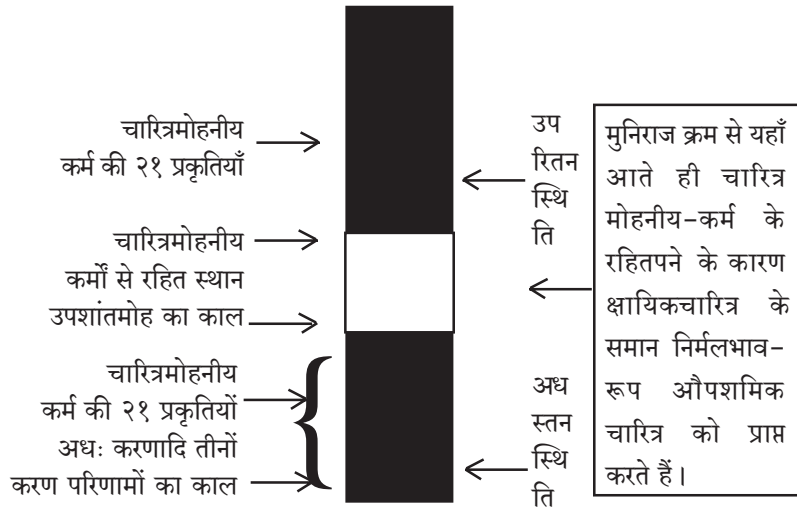 चारित्रमोहनीय
कर्म की २१ प्रकृतियाँ
चारित्रमोहनीय
कर्मों से रहित स्थान
उपशांतमोह का काल
चारित्रमोहनीय
कर्म की २१ प्रकृतियों
अधः करणादि तीनों
करण परिणामों का काल
उप
रितन
स्थि
ति
अध
स्तन
स्थि
ति
मुनिराज क्रम से यहाँ
आते ही चारित्र
मोहनीय-कर्म के
रहितपने के कारण
क्षायिकचारित्र के
समान निर्मलभाव-
रूप औपशमिक
चारित्र को प्राप्त
करते हैं।